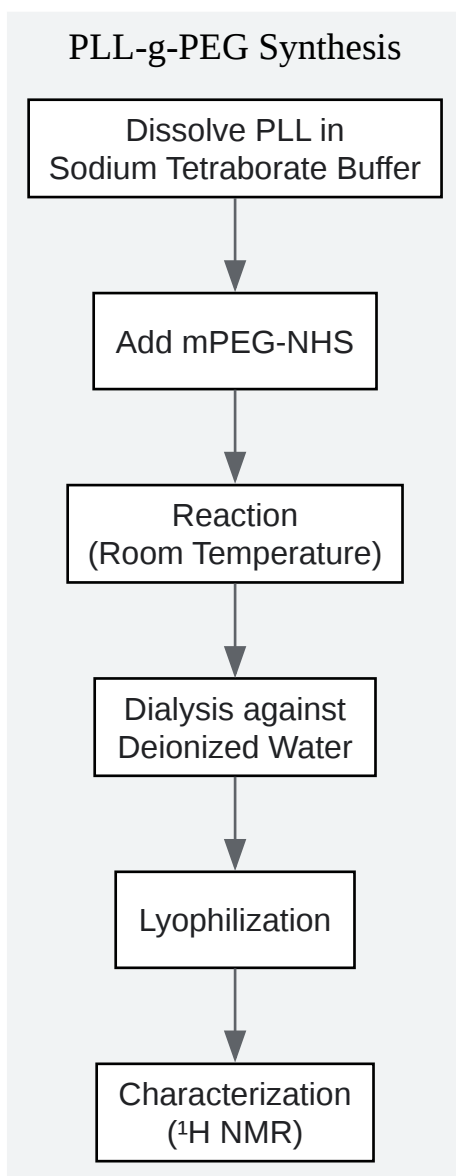 PLL-g-PEG Synthesis
Dissolve PLL in
Sodium Tetraborate Buffer
Add mPEG-NHS
Reaction
(Room Temperature)
Dialysis against
Deionized Water
Lyophilization
Characterization
(¹H NMR)